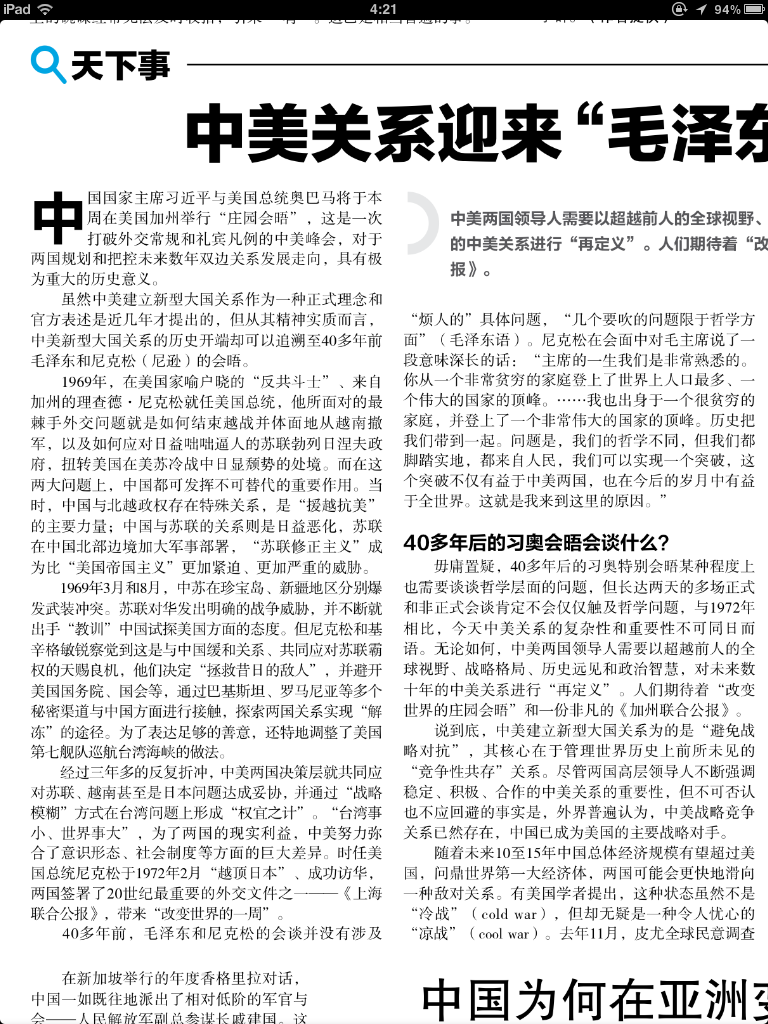 iPad
4:21
94%
天下事
中美关系迎来“毛泽东
中国国家主席习近平与美国总统奥巴马将于本
周在美国加州举行“庄园会晤”，这是一次
打破外交常规和礼宾凡例的中美峰会，对于
两国规划和把控未来数年双边关系发展走向，具有极
为重大的历史意义。
虽然中美建立新型大国关系作为一种正式理念和
官方表述是近几年才提出的，但从其精神实质而言，
中美新型大国关系的历史开端却可以追溯至40多年前
毛泽东和尼克松（尼逊）的会晤。
1969年，在美国家喻户晓的“反共斗士”、来自
加州的理查德·尼克松就任美国总统，他所面对的最
棘手外交问题就是如何结束越战并体面地从越南撤
军，以及如何应对日益咄咄逼人的苏联勃列日涅夫政
府，扭转美国在美苏冷战中日显颓势的处境。而在这
两大问题上，中国都可发挥不可替代的重要作用。当
时，中国与北越政权存在特殊关系，是“援越抗美”
的主要力量；中国与苏联的关系则是日益恶化，苏联
在中国北部边境加大军事部署，“苏联修正主义”成
为比“美国帝国主义”更加紧迫、更加严重的威胁。
1969年3月和8月，中苏在珍宝岛、新疆地区分别爆
发武装冲突。苏联对华发出明确的战争威胁，并不断就
出手“教训”中国试探美国方面的态度。但尼克松和基
辛格敏锐察觉到这是与中国缓和关系、共同应对苏联霸
权的天赐良机，他们决定“拯救昔日的敌人”，并避开
美国国务院、国会等，通过巴基斯坦、罗马尼亚等多个
秘密渠道与中国方面进行接触，探索两国关系实现“解
冻”的途径。为了表达足够的善意，还特地调整了美国
第七舰队巡航台湾海峡的做法。
经过三年多的反复折冲，中美两国决策层就共同应
对苏联、越南甚至是日本问题达成妥协，并通过“战略
模糊”方式在台湾问题上形成“权宜之计”。“台湾事
小、世界事大”，为了两国的现实利益，中美努力弥
合了意识形态、社会制度等方面的巨大差异。时任美
国总统尼克松于1972年2月“越顶日本”、成功访华，
两国签署了20世纪最重要的外交文件之一——《上海
联合公报》，带来“改变世界的一周”。
40多年前，毛泽东和尼克松的会谈并没有涉及
中美两国领导人需要以超越前人的全球视野、
的中美关系进行“再定义”。人们期待着“改
报》。
“烦人的”具体问题，“几个要吹的问题限于哲学方
面”（毛泽东语）。尼克松在会面中对毛主席说了一
段意味深长的话：“主席的一生我们是非常熟悉的。
你从一个非常贫穷的家庭登上了世界上人口最多、一
个伟大的国家的顶峰。……我也出身于一个很贫穷的
家庭，并登上了一个非常伟大的国家的顶峰。历史把
我们带到一起。问题是，我们的哲学不同，但我们都
脚踏实地，都来自人民，我们可以实现一个突破，这
个突破不仅有益于中美两国，也在今后的岁月中有益
于全世界。这就是我来到这里的原因。”
40多年后的习奥会晤会谈什么？
毋庸置疑，40多年后的习奥特别会晤某种程度上
也需要谈谈哲学层面的问题，但长达两天的多场正式
和非正式会谈肯定不会仅仅触及哲学问题，与1972年
相比，今天中美关系的复杂性和重要性不可同日而
语。无论如何，中美两国领导人需要以超越前人的全
球视野、战略格局、历史远见和政治智慧，对未来数
十年的中美关系进行“再定义”。人们期待着“改变
世界的庄园会晤”和一份非凡的《加州联合公报》。
说到底，中美建立新型大国关系为的是“避免战
略对抗”，其核心在于管理世界历史上前所未见的
“竞争性共存”关系。尽管两国高层领导人不断强调
稳定、积极、合作的中美关系的重要性，但不可否认
也不应回避的事实是，外界普遍认为，中美战略竞争
关系已然存在，中国已成为美国的主要战略对手。
随着未来10至15年中国总体经济规模有望超过美
国，问鼎世界第一大经济体，两国可能会更快地滑向
一种敌对关系。有美国学者提出，这种状态虽然不是
“冷战”（cold war），但却无疑是一种令人忧心的
“凉战”（cool war）。去年11月，皮尤全球民意调查
在新加坡举行的年度香格里拉对话，
中国一如既往地派出了相对低阶的军官与
会——人民解放军副总参谋长戚建国。这
中国为何在亚洲